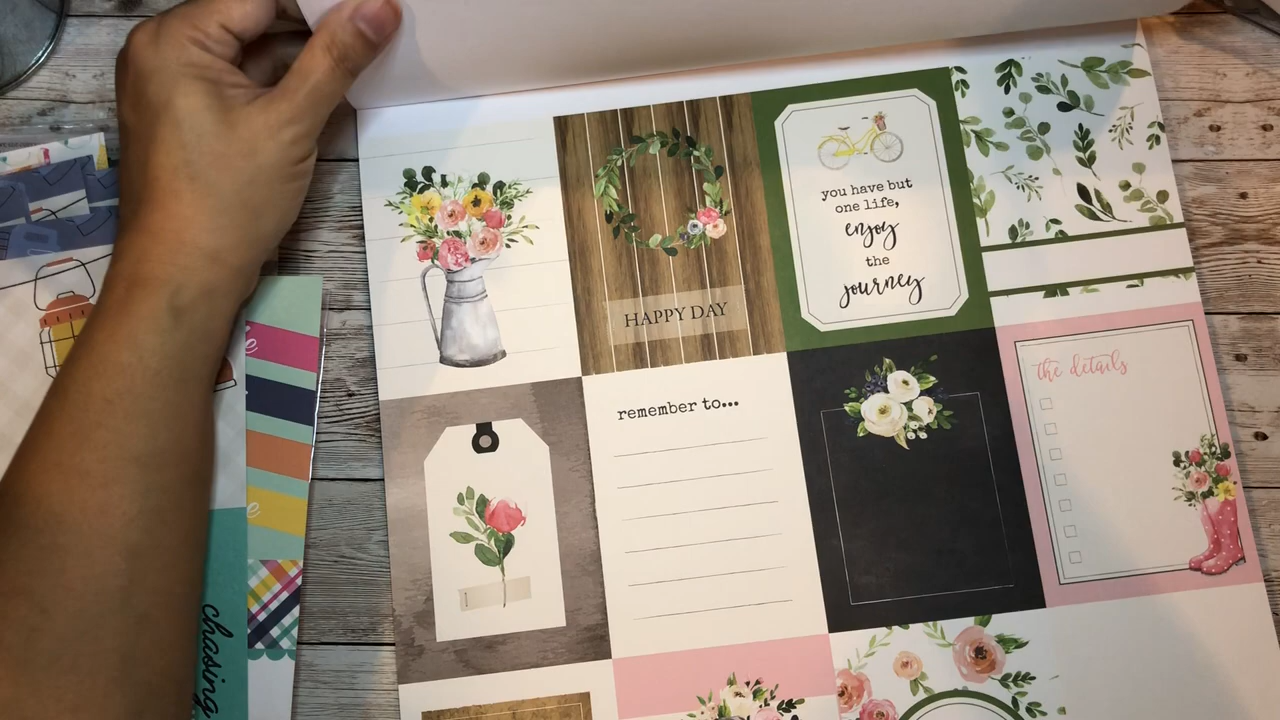 HAPPY DAY
you have but
one life,
enjoy
the
journey
remember to...
the details
chasing